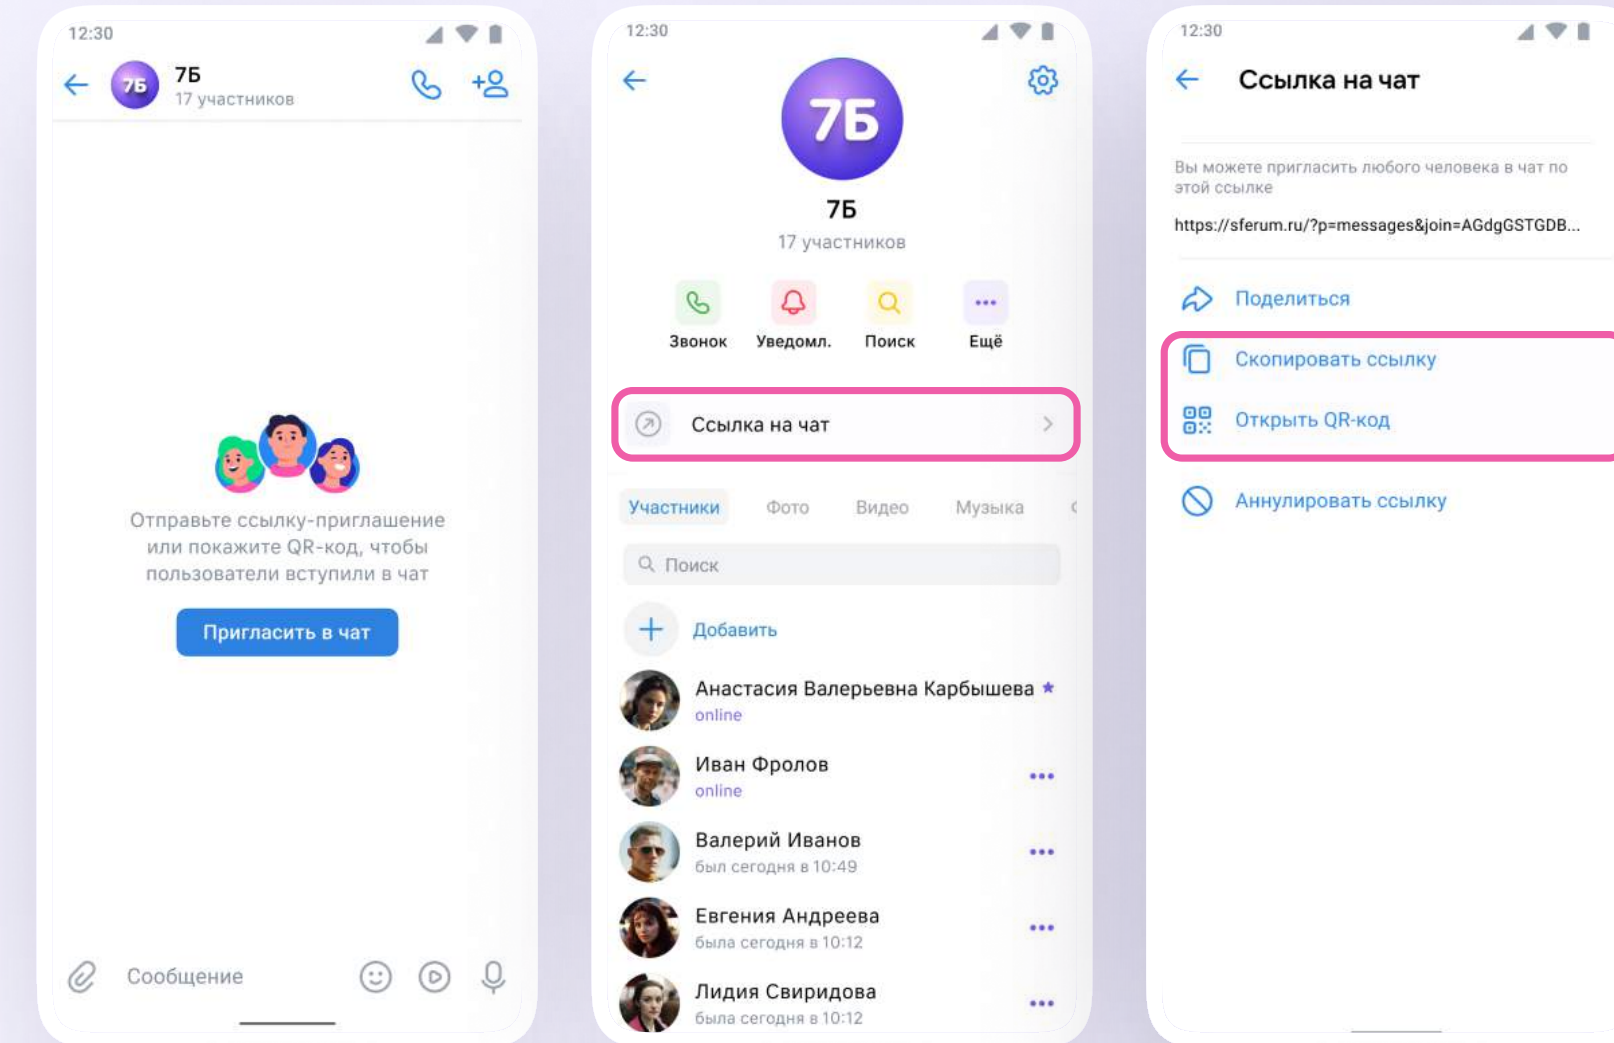 12:30
7Б
7Б
17 участников
Отправьте ссылку-приглашение
или покажите QR-код, чтобы
пользователи вступили в чат
Пригласить в чат
Сообщение
12:30
7Б
7Б
17 участников
Звонок
Уведомл.
Поиск
Ещё
Ссылка на чат
Участники
Фото
Видео
Музыка
Поиск
Добавить
Анастасия Валерьевна Карбышева
online
Иван Фролов
online
Валерий Иванов
был сегодня в 10:49
Евгения Андреева
была сегодня в 10:12
Лидия Свиридова
была сегодня в 10:12
12:30
Ссылка на чат
Вы можете пригласить любого человека в чат по
этой ссылке
https://sferum.ru/?p=messages&join=AGdgGSTGDB...
Поделиться
Скопировать ссылку
Открыть QR-код
Аннулировать ссылку